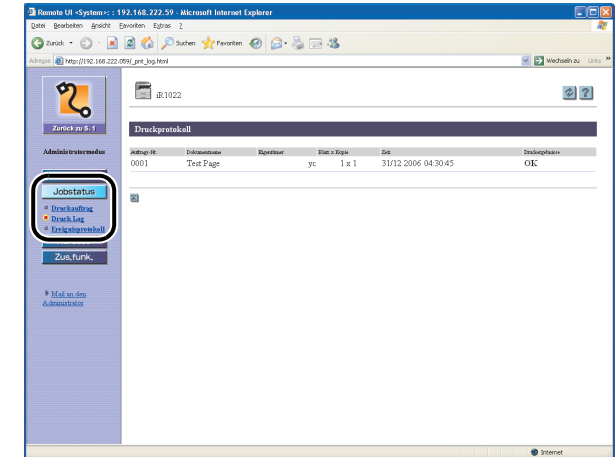 Remote UI <System>: : 192.168.222.59 - Microsoft Internet Explorer
Datei Bearbeiten Ansicht Favoriten Extras ?
Zurück Suchen Favoriten
Adresse http://192.168.222.059/_prt_log.html Wechseln zu Links »
iR1022
Zurück zu S. 1
Druckprotokoll
Administratormodus
Auftrags-Nr. Dokumentname Eigentümer Blatt x Kopie Zeit Druckergebnisse
0001 Test Page yc 1 x 1 31/12 2006 04:30:45 OK
Jobstatus
Druckauftrag
Druck Log
Ereignisprotokoll
Zus.funk.
Mail an den
Administrator
Internet